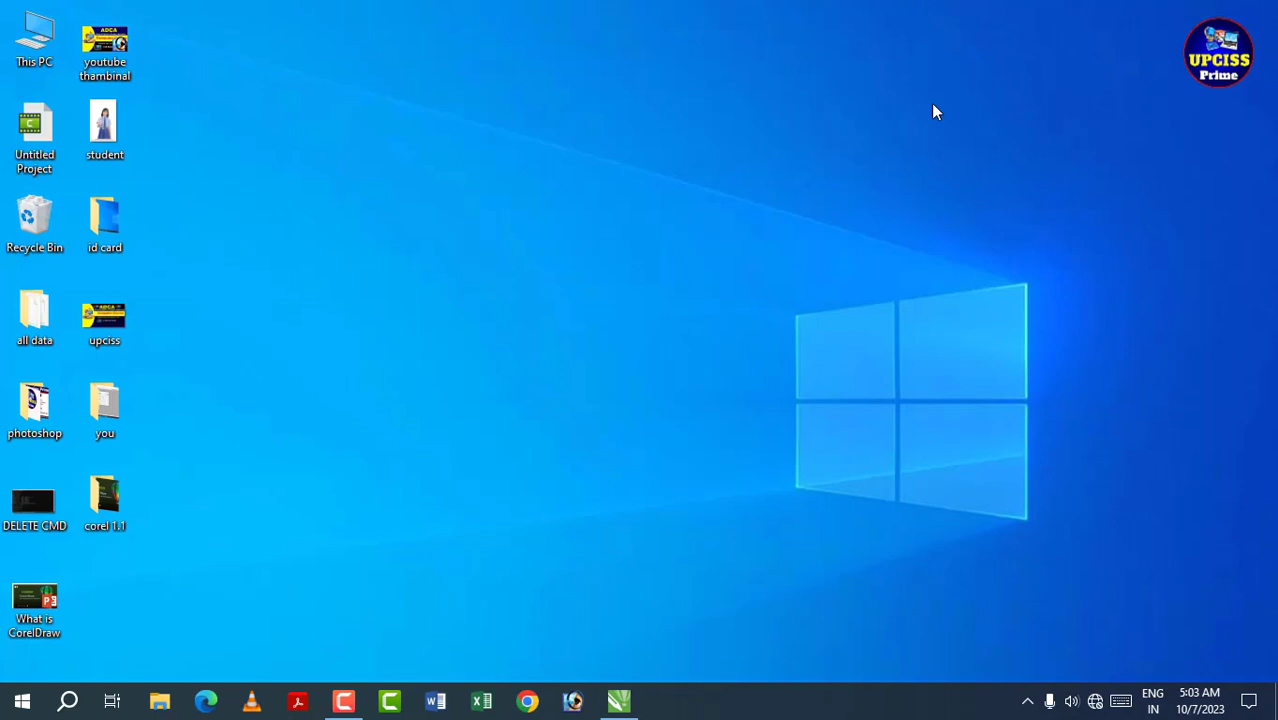 This PC
youtube
thambinal
UPCISS
Prime
Untitled
Project
student
Recycle Bin
id card
all data
upciss
photoshop
you
DELETE CMD
corel 1.1
What is
CorelDraw
ENG
IN
5:03 AM
10/7/2023